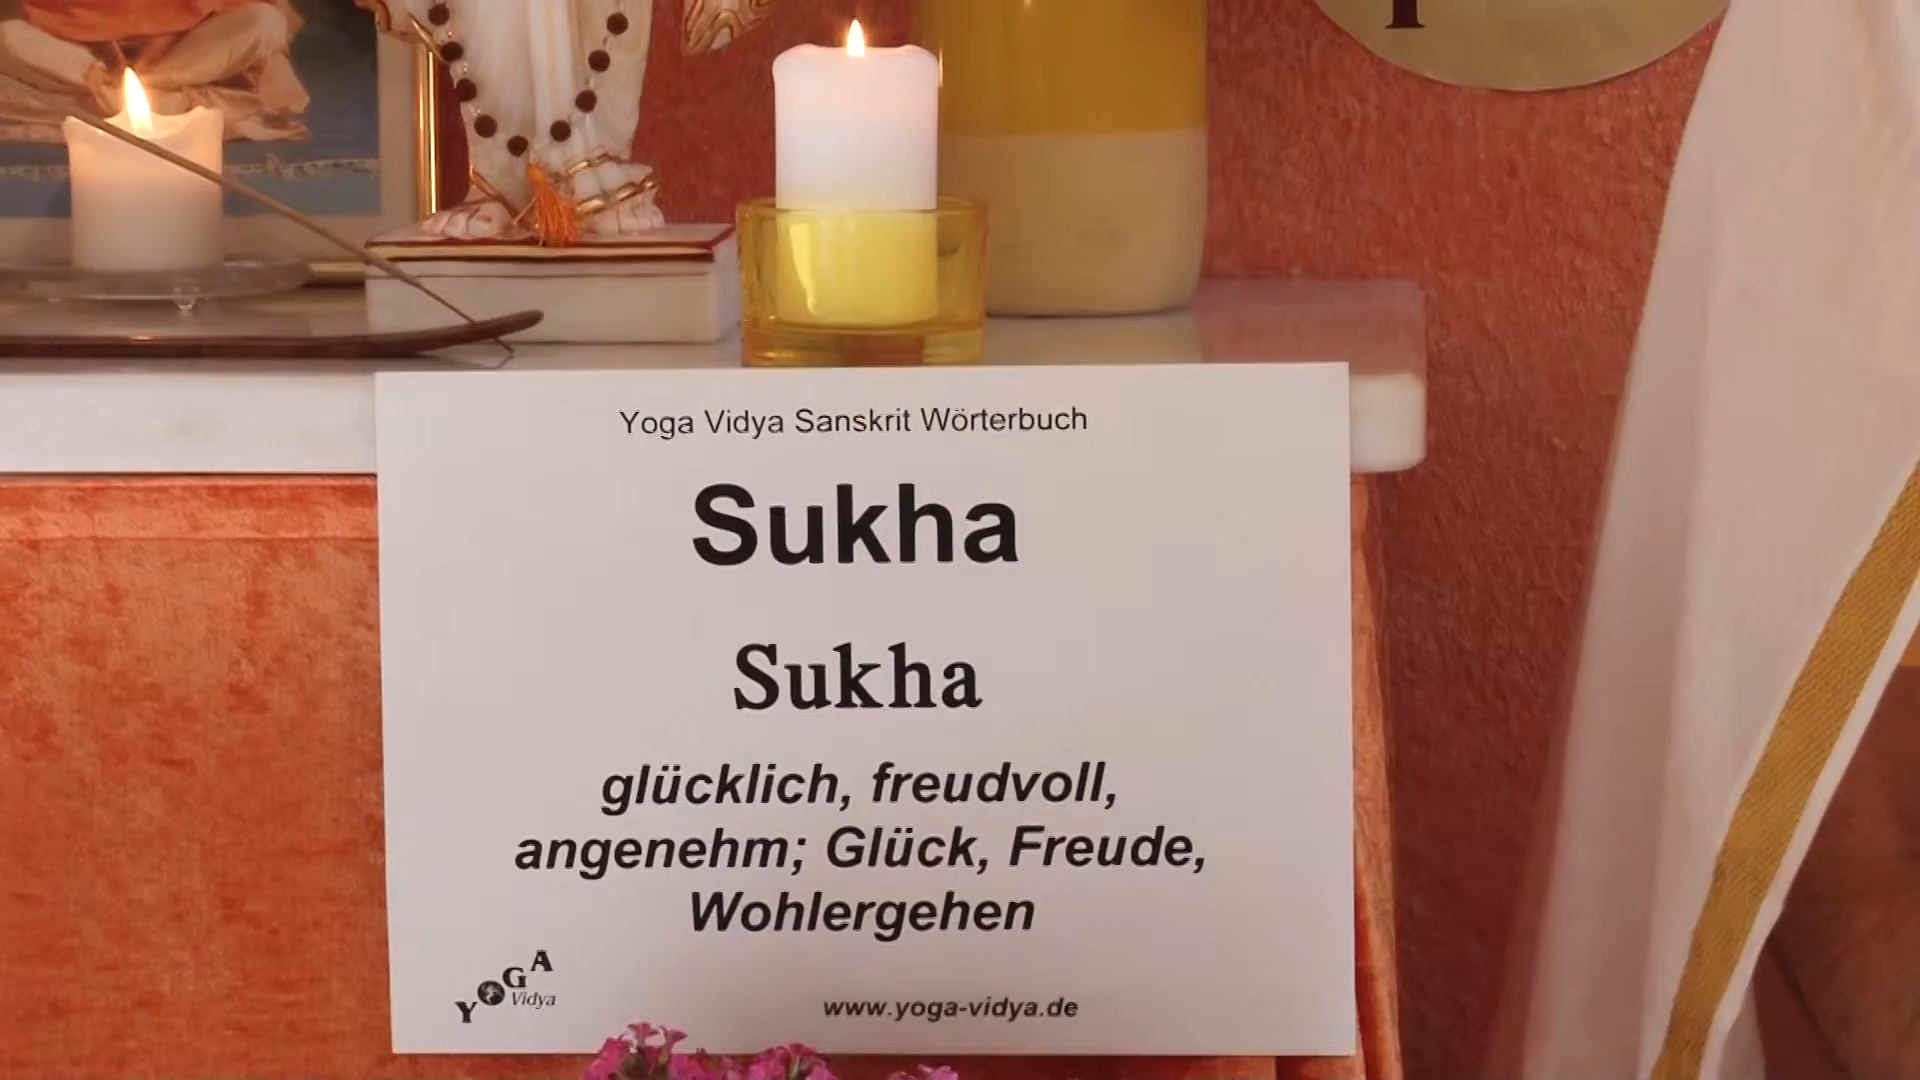 Yoga Vidya Sanskrit Wörterbuch
Sukha
Sukha
glücklich, freudvoll,
angenehm; Glück, Freude,
Wohlergehen
YOGA
Vidya
www.yoga-vidya.de